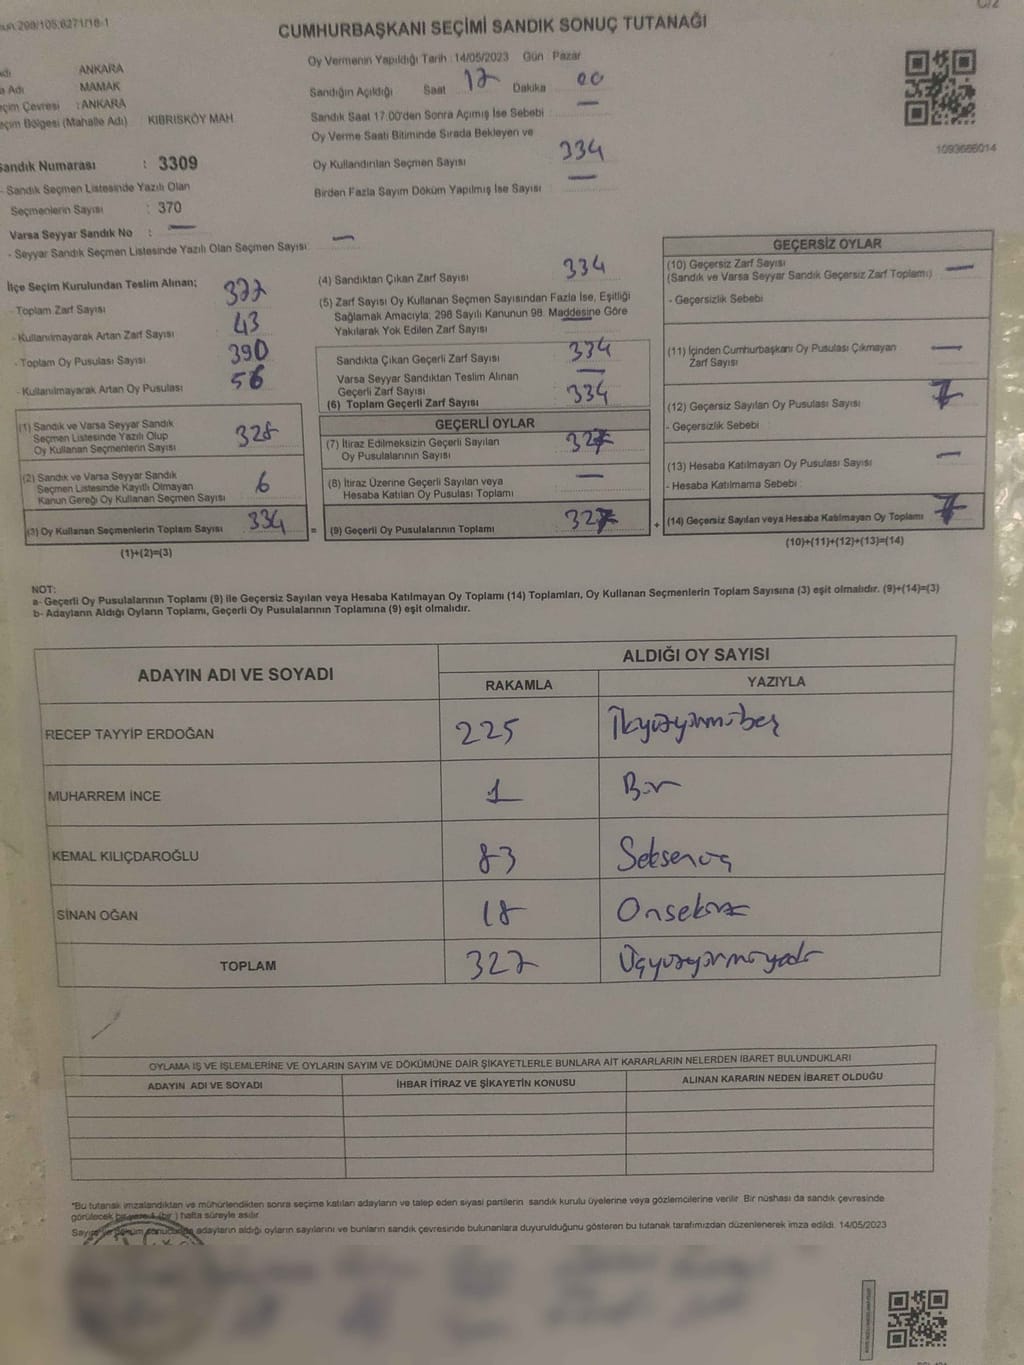 298/105,6271/18-1
CUMHURBAŞKANI SEÇİMİ SANDIK SONUÇ TUTANAĞI
ANKARA
Adı MAMAK
Seçim Çevresi : ANKARA
Seçim Bölgesi (Mahalle Adı) : KIBRISKÖY MAH.
Sandık Numarası : 3309
- Sandık Seçmen Listesinde Yazılı Olan
Seçmenlerin Sayısı : 370
Varsa Seyyar Sandık No : —
- Seyyar Sandık Seçmen Listesinde Yazılı Olan Seçmen Sayısı: —
Oy Vermenin Yapıldığı Tarih : 14/05/2023 Gün : Pazar
Sandığın Açıldığı Saat 17 Dakika 00
Sandık Saat 17.00'den Sonra Açımış İse Sebebi : —
Oy Verme Saati Bitiminde Sırada Bekleyen ve
Oy Kullandırılan Seçmen Sayısı 334
Birden Fazla Sayım Döküm Yapılmış İse Sayısı : —
1093666014
İlçe Seçim Kurulundan Teslim Alınan;
- Toplam Zarf Sayısı 377
- Kullanılmayarak Artan Zarf Sayısı 43
- Toplam Oy Pusulası Sayısı 390
- Kullanılmayarak Artan Oy Pusulası 56
(1) Sandık ve Varsa Seyyar Sandık
Seçmen Listesinde Yazılı Olup
Oy Kullanan Seçmenlerin Sayısı 328
(2) Sandık ve Varsa Seyyar Sandık
Seçmen Listesinde Kayıtlı Olmayan
Kanun Gereği Oy Kullanan Seçmen Sayısı 6
(3) Oy Kullanan Seçmenlerin Toplam Sayısı 334 =
(1)+(2)=(3)
(4) Sandıktan Çıkan Zarf Sayısı 334
(5) Zarf Sayısı Oy Kullanan Seçmen Sayısından Fazla İse, Eşitliği
Sağlamak Amacıyla; 298 Sayılı Kanunun 98. Maddesine Göre
Yakılarak Yok Edilen Zarf Sayısı —
Sandıkta Çıkan Geçerli Zarf Sayısı 334
Varsa Seyyar Sandıktan Teslim Alınan
Geçerli Zarf Sayısı —
(6) Toplam Geçerli Zarf Sayısı 334
GEÇERLİ OYLAR
(7) İtiraz Edilmeksizin Geçerli Sayılan
Oy Pusulalarının Sayısı 327
(8) İtiraz Üzerine Geçerli Sayılan veya
Hesaba Katılan Oy Pusulası Toplamı —
(9) Geçerli Oy Pusulalarının Toplamı 327 +
GEÇERSİZ OYLAR
(10) Geçersiz Zarf Sayısı
(Sandık ve Varsa Seyyar Sandık Geçersiz Zarf Toplamı) —
- Geçersizlik Sebebi
(11) İçinden Cumhurbaşkanı Oy Pusulası Çıkmayan
Zarf Sayısı —
(12) Geçersiz Sayılan Oy Pusulası Sayısı 7
- Geçersizlik Sebebi
(13) Hesaba Katılmayan Oy Pusulası Sayısı —
- Hesaba Katılmama Sebebi
(14) Geçersiz Sayılan veya Hesaba Katılmayan Oy Toplamı 7
(10)+(11)+(12)+(13)=(14)
NOT:
a- Geçerli Oy Pusulalarının Toplamı (9) ile Geçersiz Sayılan veya Hesaba Katılmayan Oy Toplamı (14) Toplamları, Oy Kullanan Seçmenlerin Toplam Sayısına (3) eşit olmalıdır. (9)+(14)=(3)
b- Adayların Aldığı Oyların Toplamı, Geçerli Oy Pusulalarının Toplamına (9) eşit olmalıdır.
ADAYIN ADI VE SOYADI
ALDIĞI OY SAYISI
RAKAMLA YAZIYLA
RECEP TAYYİP ERDOĞAN 225 İkiyüzyirmibeş
MUHARREM İNCE 1 Bir
KEMAL KILIÇDAROĞLU 83 Seksenüç
SİNAN OĞAN 18 Onsekiz
TOPLAM 327 Üçyüzyirmiyedi
OYLAMA İŞ VE İŞLEMLERİNE VE OYLARIN SAYIM VE DÖKÜMÜNE DAİR ŞİKAYETLERLE BUNLARA AİT KARARLARIN NELERDEN İBARET BULUNDUKLARI
ADAYIN ADI VE SOYADI İHBAR İTİRAZ VE ŞİKAYETİN KONUSU ALINAN KARARIN NEDEN İBARET OLDUĞU
*Bu tutanak imzalandıktan ve mühürlendikten sonra seçime katılan adayların ve talep eden siyasi partilerin sandık kurulu üyelerine veya gözlemcilerine verilir. Bir nüshası da sandık çevresinde
görülecek bir yere 1 (bir ) hafta süreyle asılır.
Sayım ve döküm sonucunda adayların aldığı oyların sayılarını ve bunların sandık çevresinde bulunanlara duyurulduğunu gösteren bu tutanak tarafımızdan düzenlenerek imza edildi. 14/05/2023